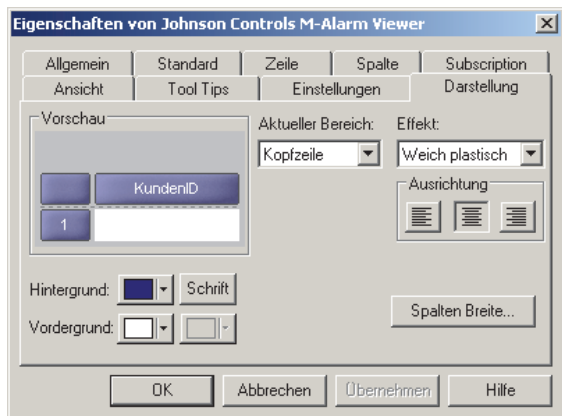 Eigenschaften von Johnson Controls M-Alarm Viewer
Allgemein Standard Zeile Spalte Subscription
Ansicht Tool Tips Einstellungen Darstellung
Vorschau
Aktueller Bereich: Effekt:
Kopfzeile Weich plastisch
KundenID
1
Ausrichtung
Hintergrund: Schrift
Vordergrund:
Spalten Breite...
OK Abbrechen Übernehmen Hilfe